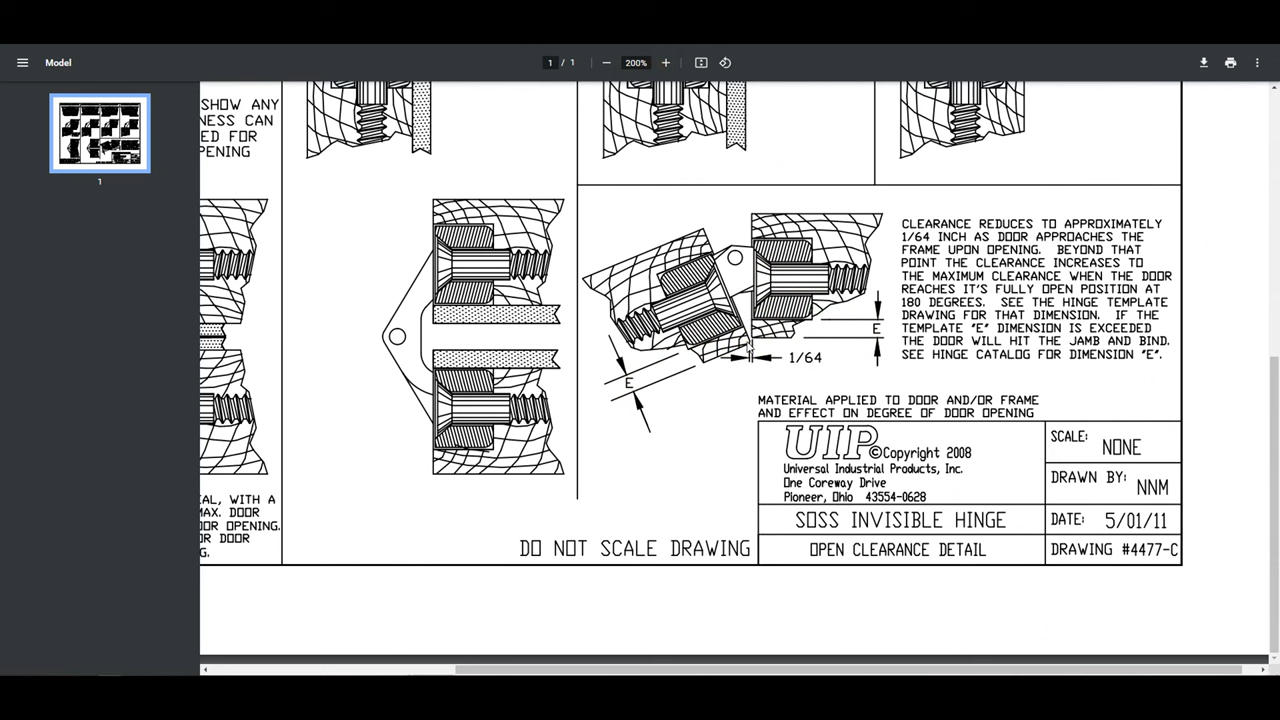 Model
1 / 1
200%
1
SHOW ANY
NESS CAN
ED FOR
PENING
CLEARANCE REDUCES TO APPROXIMATELY
1/64 INCH AS DOOR APPROACHES THE
FRAME UPON OPENING. BEYOND THAT
POINT THE CLEARANCE INCREASES TO
THE MAXIMUM CLEARANCE WHEN THE DOOR
REACHES IT'S FULLY OPEN POSITION AT
180 DEGREES. SEE THE HINGE TEMPLATE
DRAWING FOR THAT DIMENSION. IF THE
TEMPLATE "E" DIMENSION IS EXCEEDED
THE DOOR WILL HIT THE JAMB AND BIND.
SEE HINGE CATALOG FOR DIMENSION "E".
E
1/64
E
MATERIAL APPLIED TO DOOR AND/OR FRAME
AND EFFECT ON DEGREE OF DOOR OPENING
UIP ©Copyright 2008
Universal Industrial Products, Inc.
One Coreway Drive
Pioneer, Ohio 43554-0628
SCALE: NONE
DRAWN BY: NNM
SOSS INVISIBLE HINGE
DATE: 5/01/11
OPEN CLEARANCE DETAIL
DRAWING #4477-C
AL, WITH A
MAX. DOOR
OOR OPENING.
OR DOOR
G.
DO NOT SCALE DRAWING